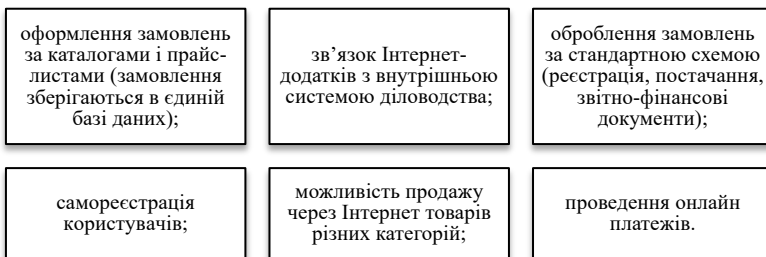 оформлення замовлень
за каталогами і прайс-
листами (замовлення
зберігаються в єдиній
базі даних);
зв’язок Інтернет-
додатків з внутрішньою
системою діловодства;
оброблення замовлень
за стандартною схемою
(реєстрація, постачання,
звітно-фінансові
документи);
самореєстрація
користувачів;
можливість продажу
через Інтернет товарів
різних категорій;
проведення онлайн
платежів.